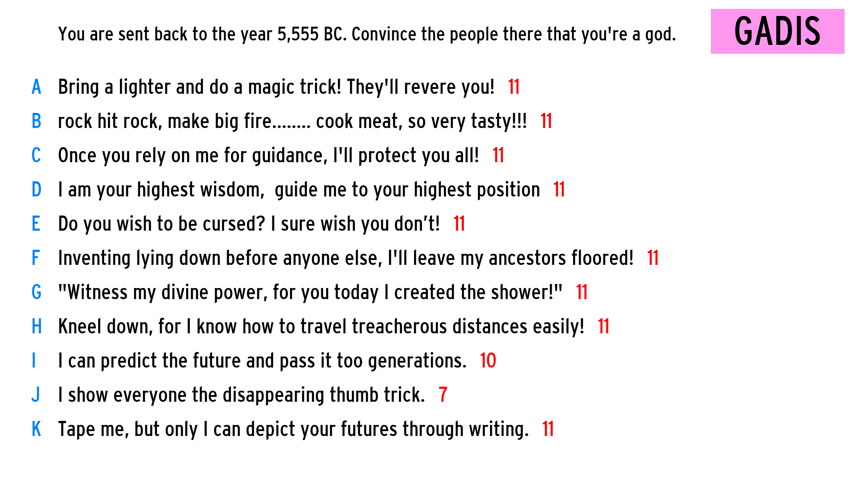 You are sent back to the year 5,555 BC. Convince the people there that you're a god.
GADIS
A Bring a lighter and do a magic trick! They'll revere you! 11
B rock hit rock, make big fire........ cook meat, so very tasty!!! 11
C Once you rely on me for guidance, I'll protect you all! 11
D I am your highest wisdom, guide me to your highest position 11
E Do you wish to be cursed? I sure wish you don’t! 11
F Inventing lying down before anyone else, I'll leave my ancestors floored! 11
G "Witness my divine power, for you today I created the shower!" 11
H Kneel down, for I know how to travel treacherous distances easily! 11
I I can predict the future and pass it too generations. 10
J I show everyone the disappearing thumb trick. 7
K Tape me, but only I can depict your futures through writing. 11